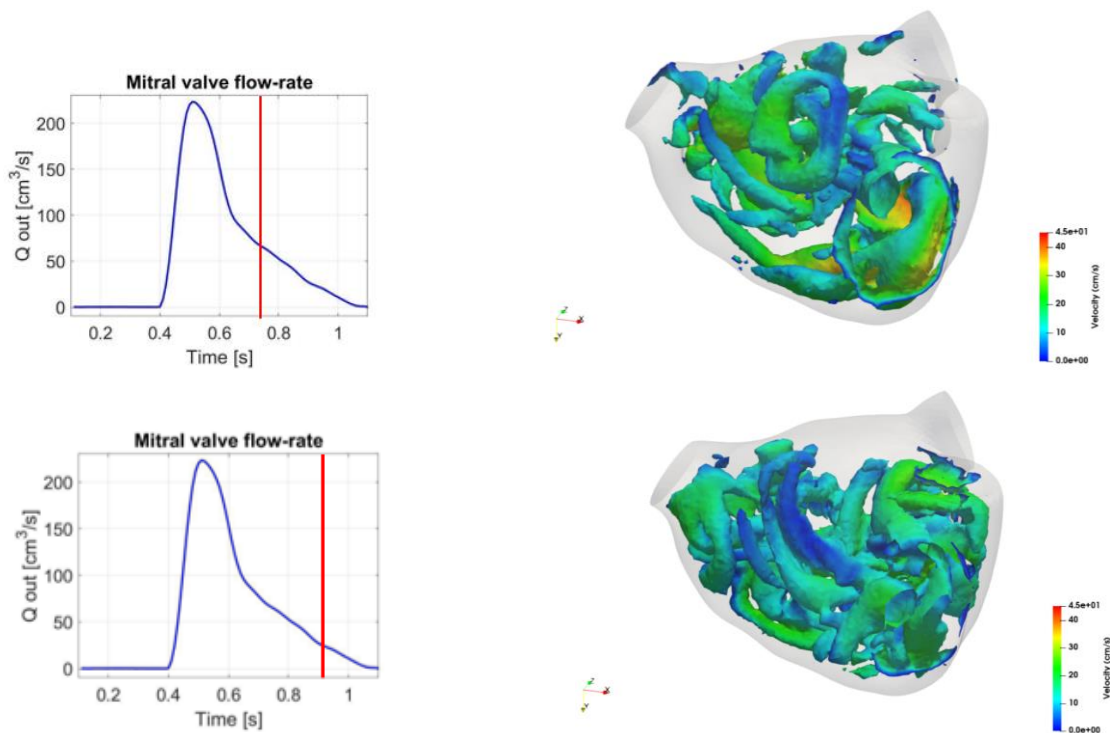 Mitral valve flow-rate
Q out [cm³/s]
200
150
100
50
0
0.2 0.4 0.6 0.8 1
Time [s]
Z
X
Y
4.5e+01
40
30
20
10
0.0e+00
Velocity (cm/s)
Mitral valve flow-rate
Q out [cm³/s]
200
150
100
50
0
0.2 0.4 0.6 0.8 1
Time [s]
Z
X
Y
4.5e+01
40
30
20
10
0.0e+00
Velocity (cm/s)